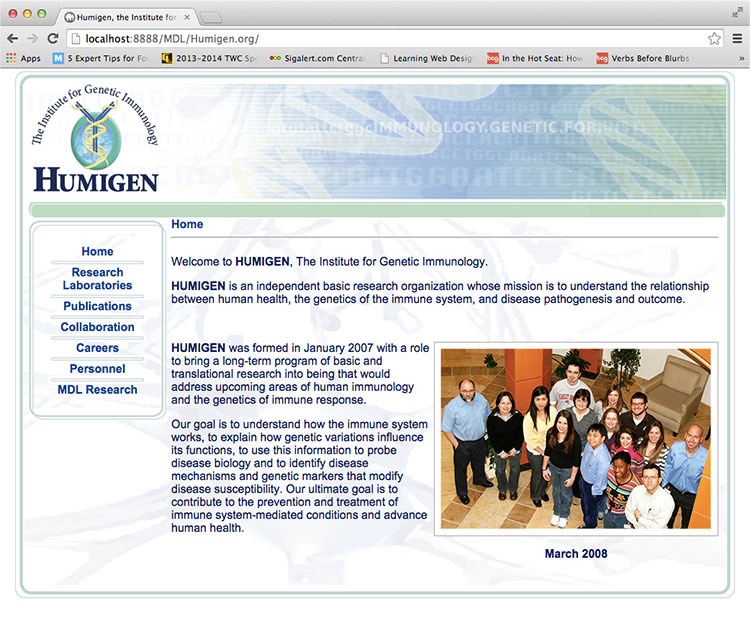 Humigen, the Institute for
localhost:8888/MDL/Humigen.org/
Apps
5 Expert Tips for Fol
2013-2014 TWC Spo
Sigalert.com Central
Learning Web Design
In the Hot Seat: How
Verbs Before Blurbs
»
The Institute for Genetic Immunology
HUMIGEN
IMMUNOLOGY.GENETIC.FOR.INSTIT
Home
Home
Research
Laboratories
Publications
Collaboration
Careers
Personnel
MDL Research
Welcome to HUMIGEN, The Institute for Genetic Immunology.
HUMIGEN is an independent basic research organization whose mission is to understand the relationship
between human health, the genetics of the immune system, and disease pathogenesis and outcome.
HUMIGEN was formed in January 2007 with a role
to bring a long-term program of basic and
translational research into being that would
address upcoming areas of human immunology
and the genetics of immune response.
Our goal is to understand how the immune system
works, to explain how genetic variations influence
its functions, to use this information to probe
disease biology and to identify disease
mechanisms and genetic markers that modify
disease susceptibility. Our ultimate goal is to
contribute to the prevention and treatment of
immune system-mediated conditions and advance
human health.
March 2008